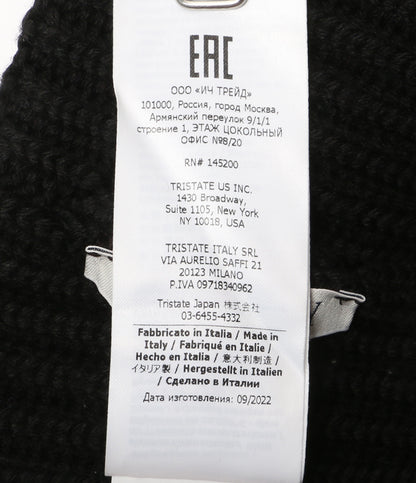 EAC
ООО «ИЧ ТРЕЙД»
101000, Россия, город Москва,
Армянский переулок 9/1/1
строение 1, ЭТАЖ ЦОКОЛЬНЫЙ
ОФИС №8/20
RN# 145200
TRISTATE US INC.
1430 Broadway,
Suite 1105, New York
NY 10018, USA
TRISTATE ITALY SRL
VIA AURELIO SAFFI 21
20123 MILANO
P.IVA 09718340962
Tristate Japan 株式会社
03-6455-4332
Fabbricato in Italia / Made in
Italy / Fabriqué en Italie /
Hecho en Italia / 意大利制造 /
イタリア製 / Hergestellt in Italien
/ Сделано в Италии
Дата изготовления: 09/2022